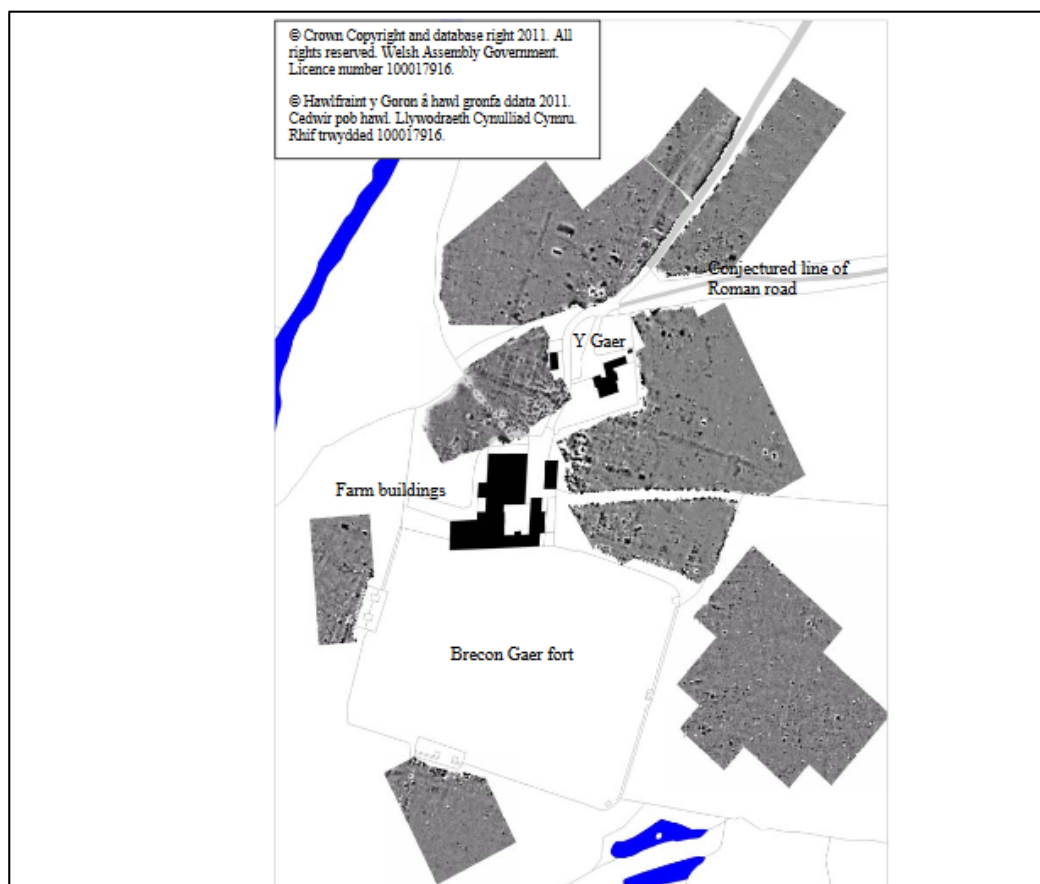 © Crown Copyright and database right 2011. All
rights reserved. Welsh Assembly Government.
Licence number 100017916.
© Hawlfraint y Goron â hawl gronfa ddata 2011.
Cedwir pob hawl. Llywodraeth Cynulliad Cymru.
Rhif trwydded 100017916.
Conjectured line of
Roman road
Y Gaer
Farm buildings
Brecon Gaer fort